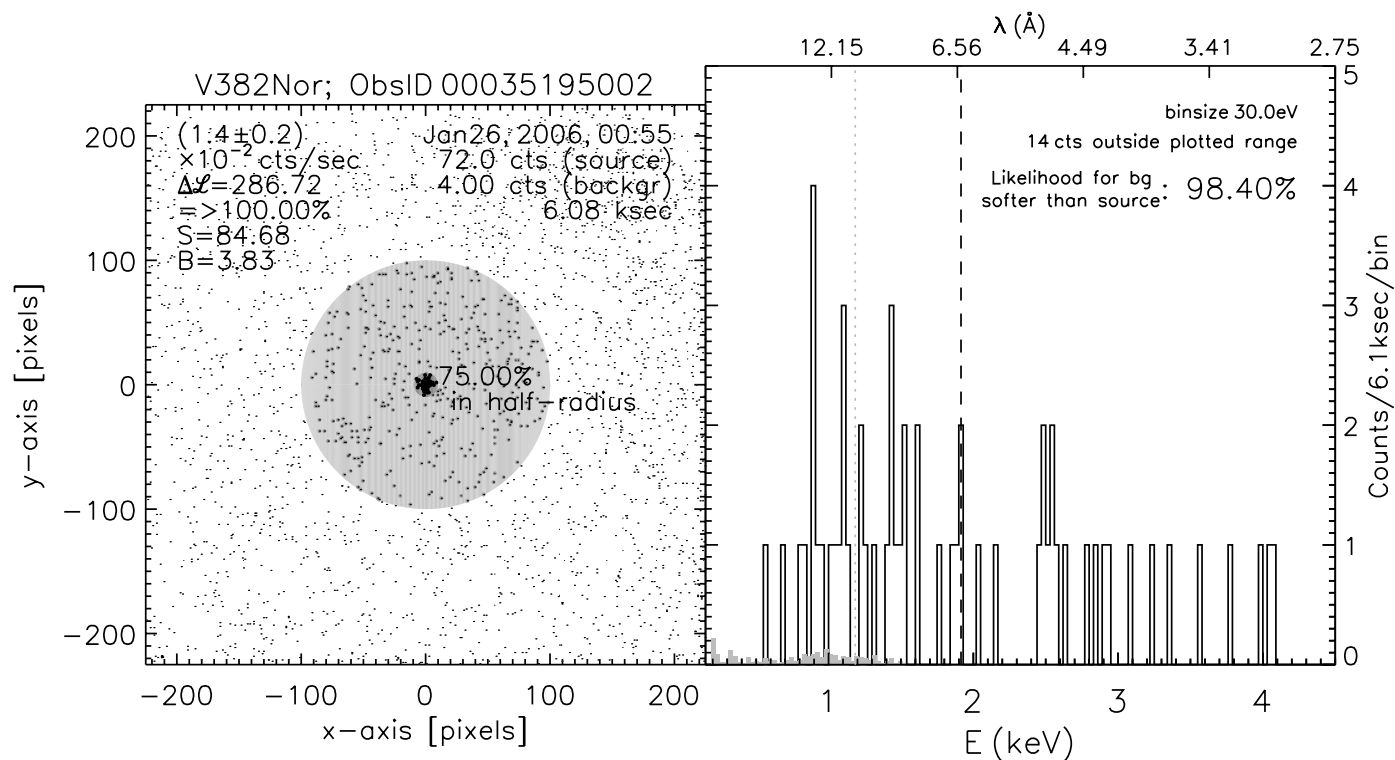 V382Nor; ObsID 00035195002
(1.4±0.2)
×10⁻² cts/sec
Δℒ=286.72
=>100.00%
S=84.68
B=3.83
Jan26, 2006, 00:55
72.0 cts (source)
4.00 cts (backgr)
6.08 ksec
75.00%
in half-radius
200
100
0
-100
-200
y-axis [pixels]
-200 -100 0 100 200
x-axis [pixels]
λ (Å)
12.15 6.56 4.49 3.41 2.75
binsize 30.0eV
14 cts outside plotted range
Likelihood for bg
softer than source: 98.40%
5
4
3
2
1
0
Counts/6.1ksec/bin
1 2 3 4
E (keV)